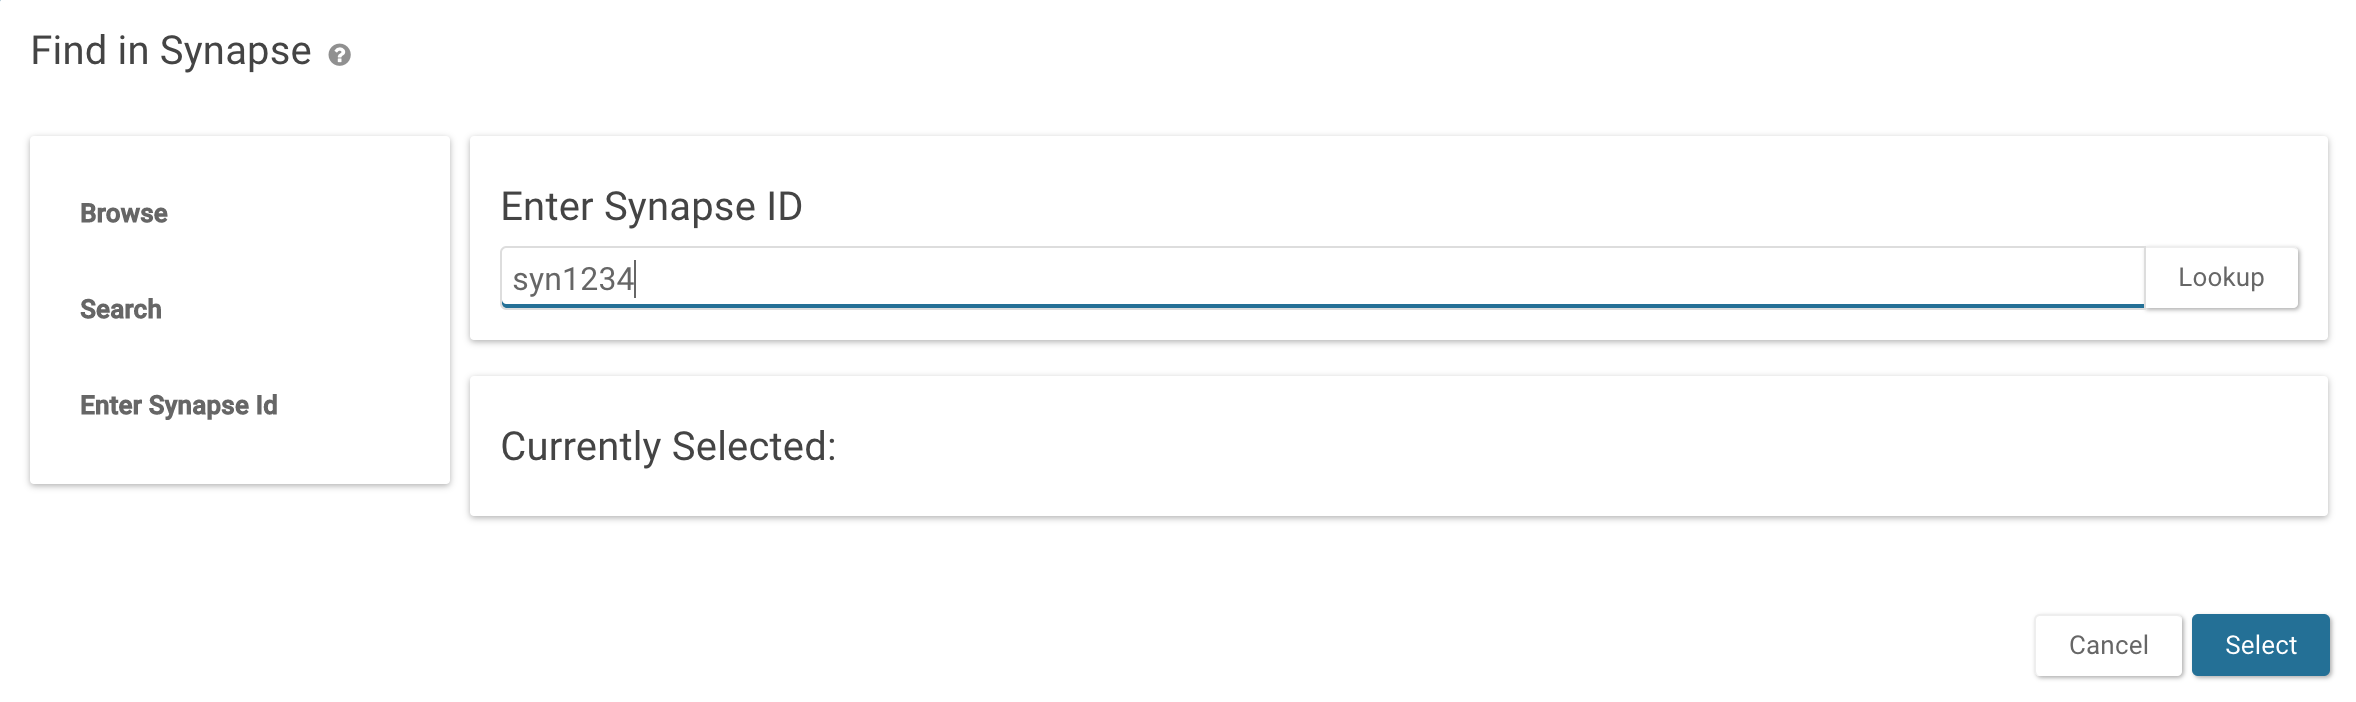 Find in Synapse
Browse
Search
Enter Synapse Id
Enter Synapse ID
syn1234
Lookup
Currently Selected:
Cancel
Select